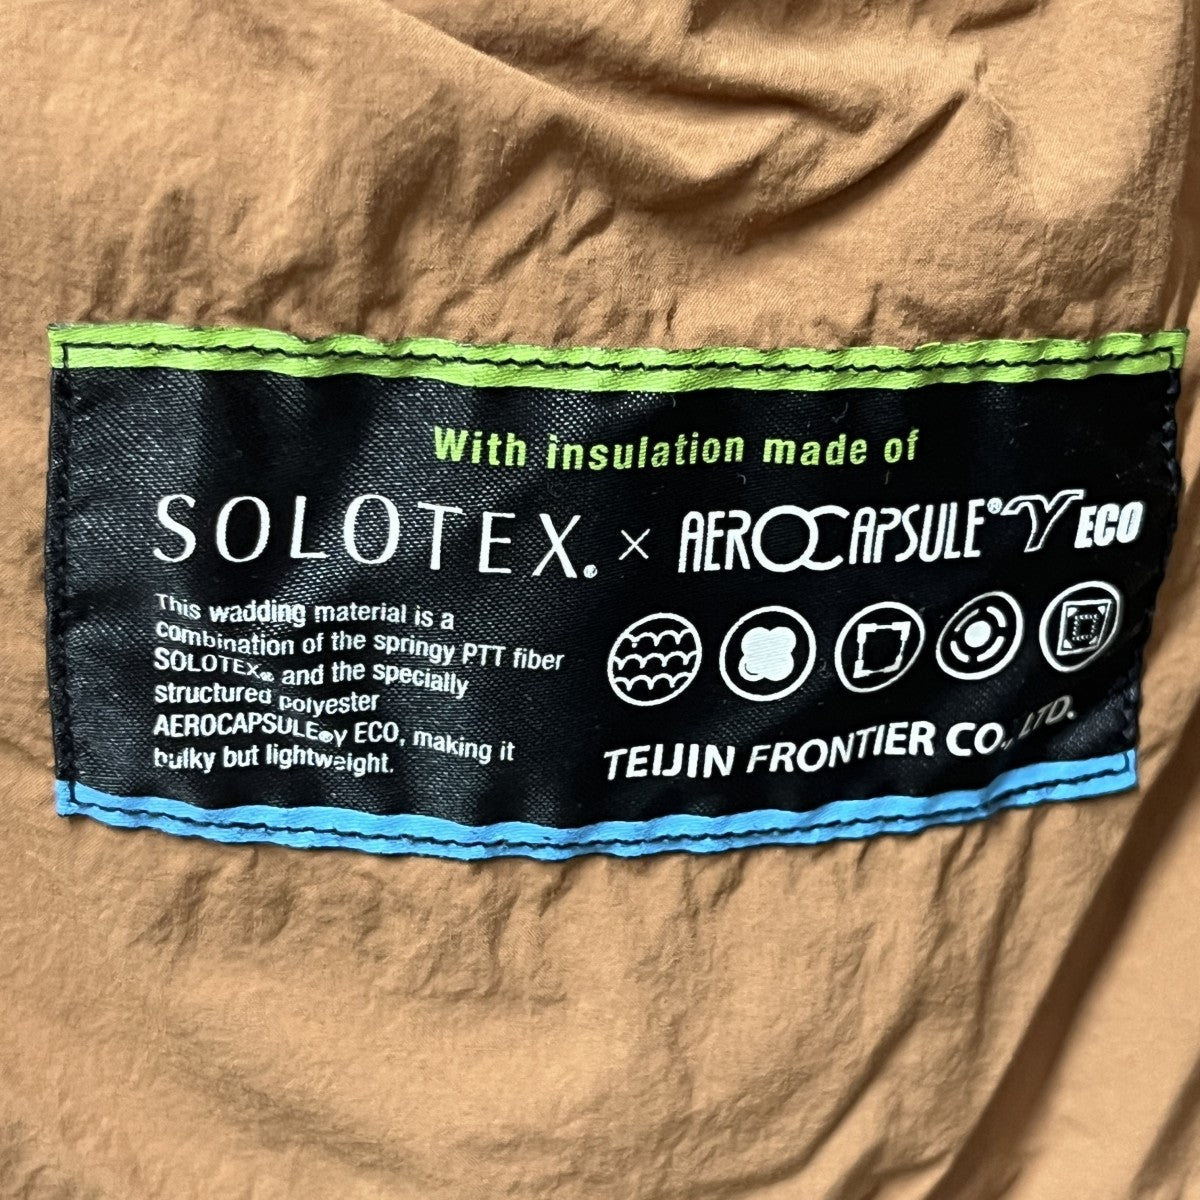 With insulation made of
SOLOTEX® × AEROCAPSULE® Y ECO
This wadding material is a
combination of the springy PTT fiber
SOLOTEX® and the specially
structured polyester
AEROCAPSULE®γ ECO, making it
bulky but lightweight.
TEIJIN FRONTIER CO., LTD.